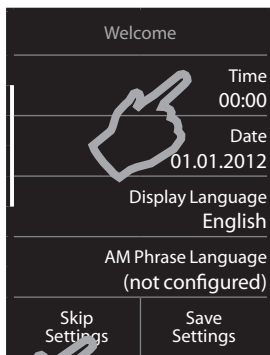 Welcome
Time
00:00
Date
01.01.2012
Display Language
English
AM Phrase Language
(not configured)
Skip
Settings
Save
Settings